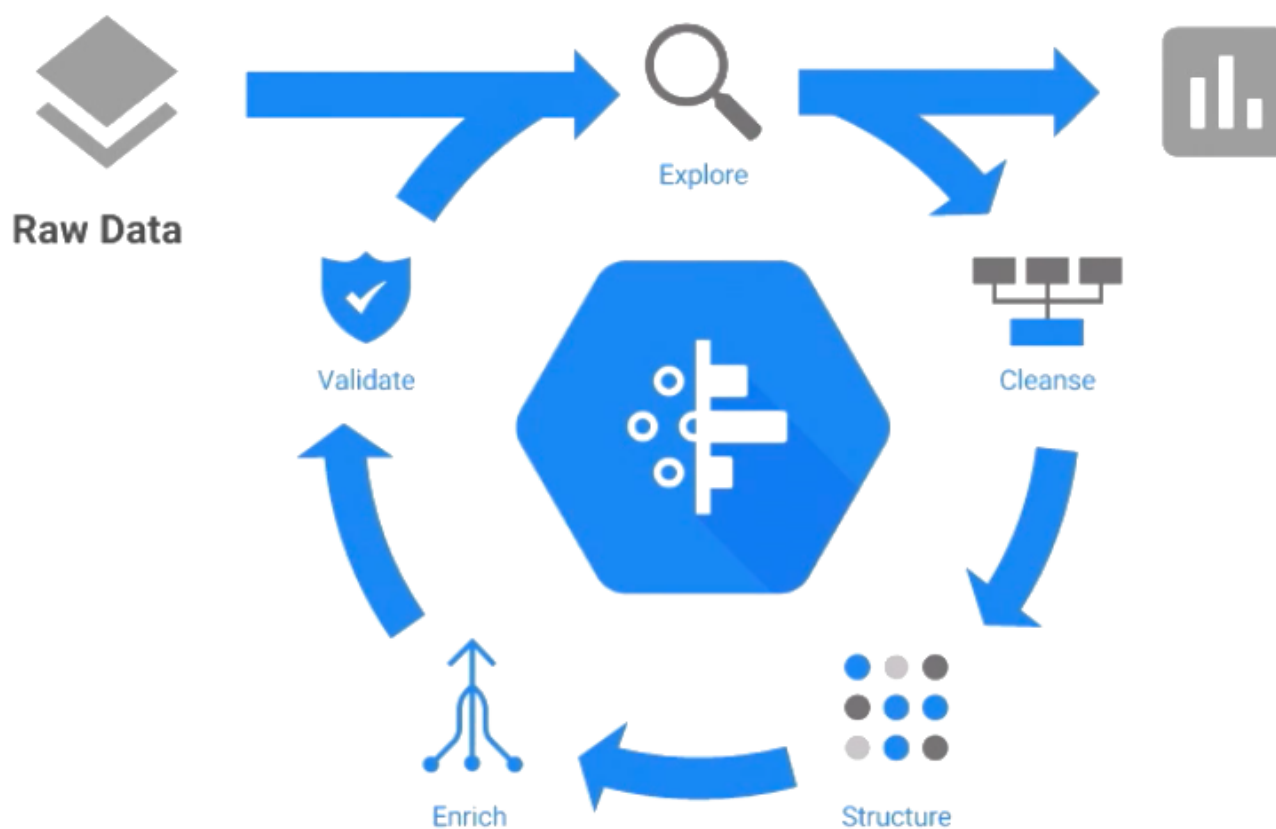 Explore
Raw Data
Validate
Cleanse
Enrich
Structure